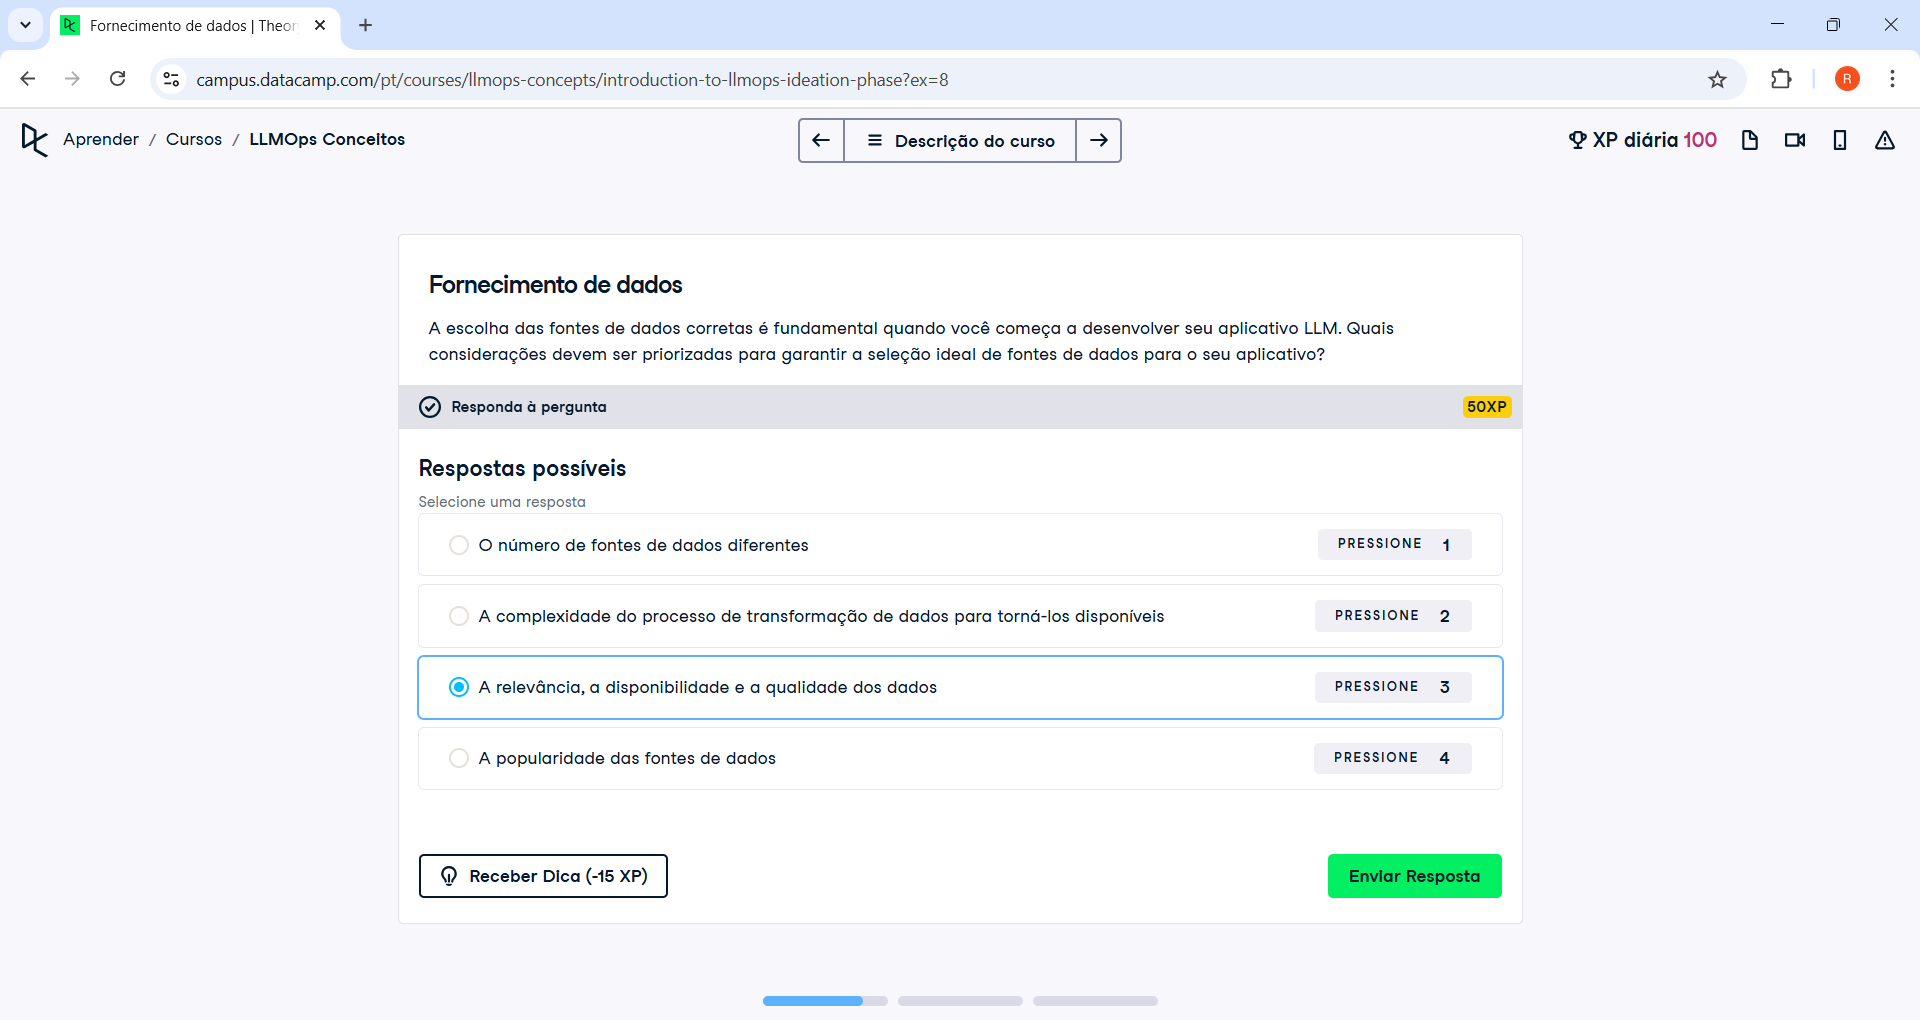 Fornecimento de dados | Theor
campus.datacamp.com/pt/courses/llmops-concepts/introduction-to-llmops-ideation-phase?ex=8
R
Aprender / Cursos / LLMOps Conceitos
Descrição do curso
XP diária 100
Fornecimento de dados
A escolha das fontes de dados corretas é fundamental quando você começa a desenvolver seu aplicativo LLM. Quais
considerações devem ser priorizadas para garantir a seleção ideal de fontes de dados para o seu aplicativo?
Responda à pergunta
50XP
Respostas possíveis
Selecione uma resposta
O número de fontes de dados diferentes
PRESSIONE 1
A complexidade do processo de transformação de dados para torná-los disponíveis
PRESSIONE 2
A relevância, a disponibilidade e a qualidade dos dados
PRESSIONE 3
A popularidade das fontes de dados
PRESSIONE 4
Receber Dica (-15 XP)
Enviar Resposta